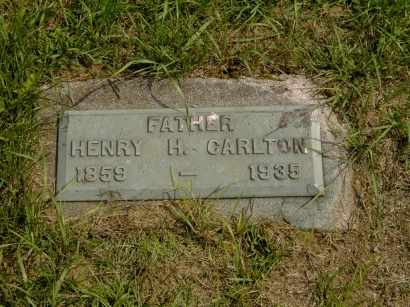 FATHER
HENRY H. CARLTON
1859 – 1935